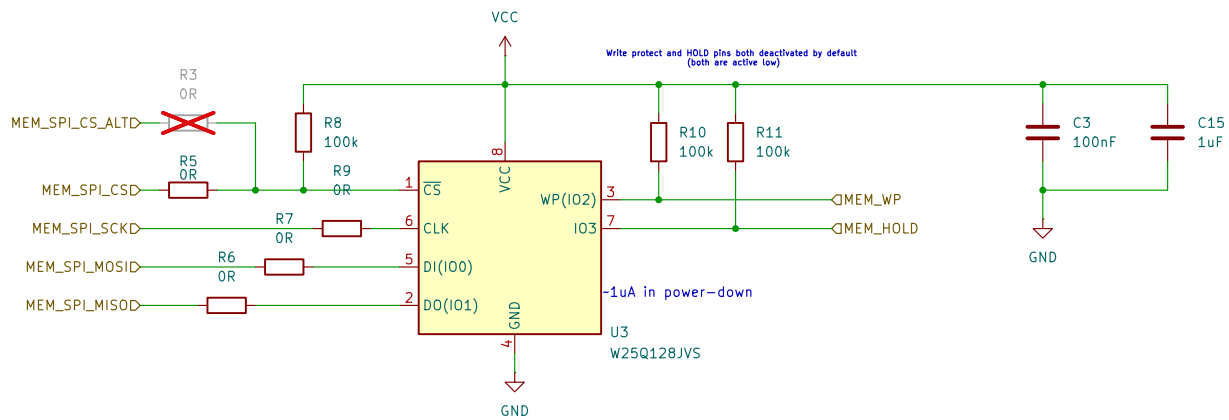 VCC
Write protect and HOLD pins both deactivated by default
(both are active low)
R3
0R
MEM_SPI_CS_ALT
R8
100k
R10
100k
R11
100k
C3
100nF
C15
1uF
R5
0R
MEM_SPI_CS
R9
0R
1
CS
8
VCC
WP(IO2)
3
MEM_WP
R7
0R
MEM_SPI_SCK
6
CLK
IO3
7
MEM_HOLD
GND
R6
0R
MEM_SPI_MOSI
5
DI(IO0)
~1uA in power-down
MEM_SPI_MISO
2
DO(IO1)
GND
4
U3
W25Q128JVS
GND